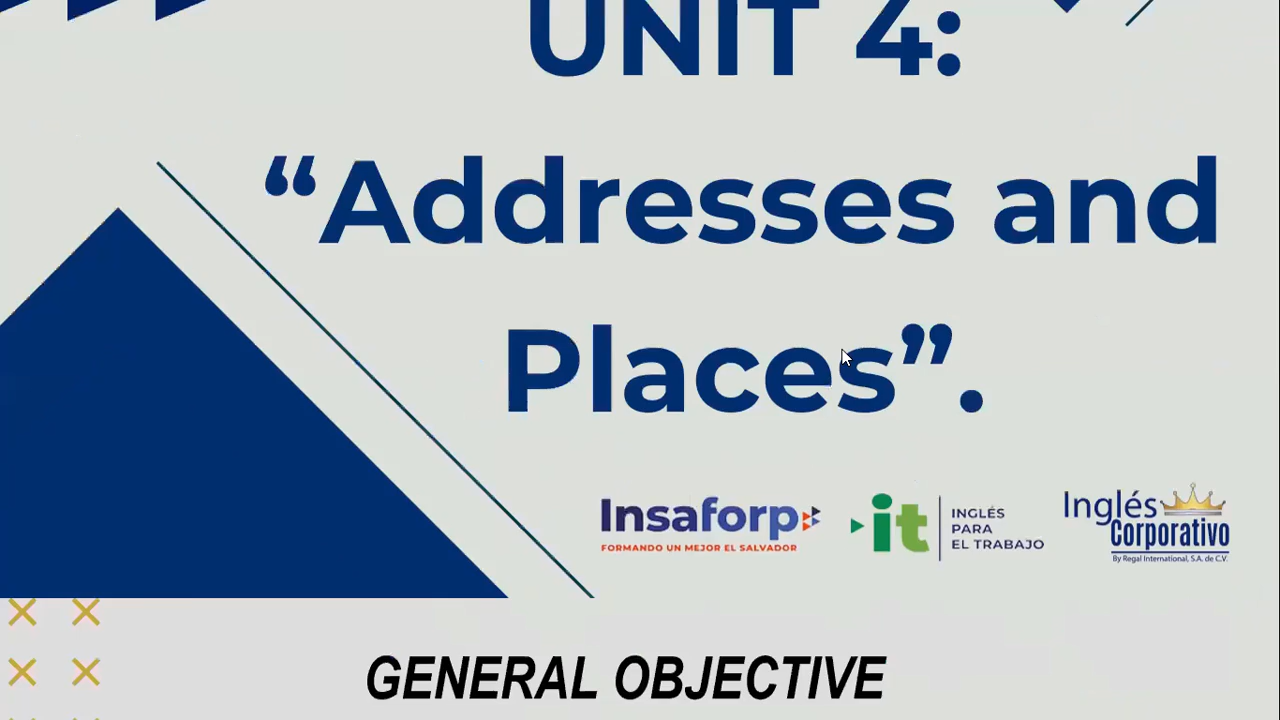 UNIT 4:
“Addresses and
Places”.
Insaforp
FORMANDO UN MEJOR EL SALVADOR
it
INGLÉS
PARA
EL TRABAJO
Inglés
Corporativo
By Regal International, S.A. de C.V.
GENERAL OBJECTIVE